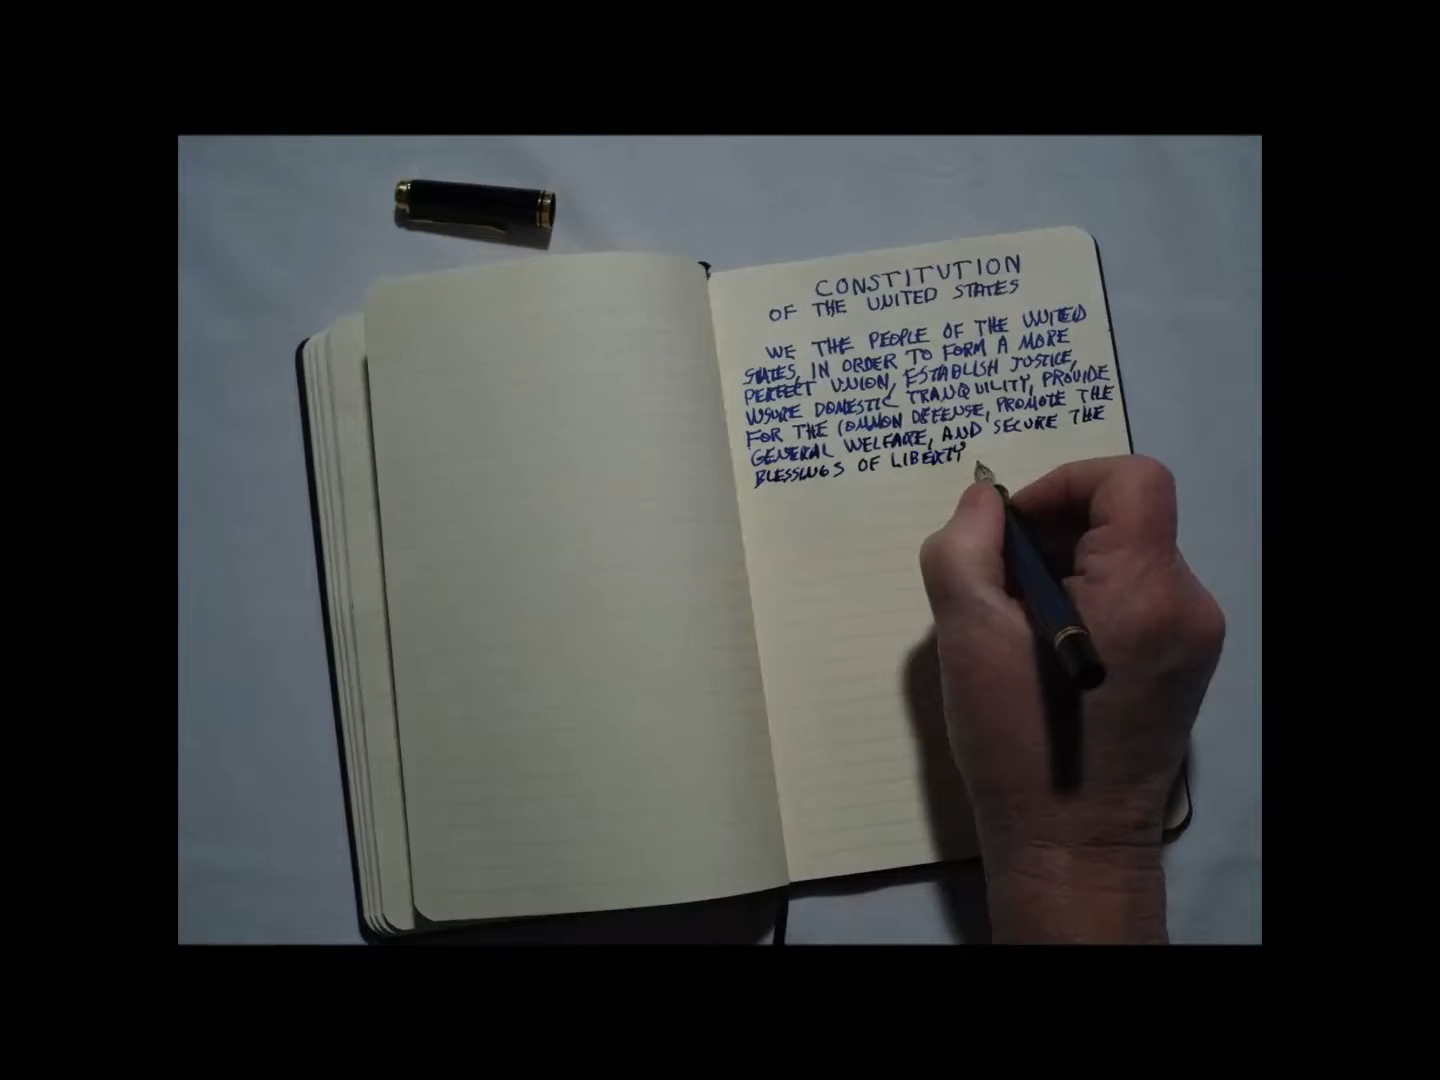 CONSTITUTION
OF THE UNITED STATES
WE THE PEOPLE OF THE UNITED
STATES, IN ORDER TO FORM A MORE
PERFECT UNION, ESTABLISH JUSTICE,
INSURE DOMESTIC TRANQUILITY, PROVIDE
FOR THE COMMON DEFENSE, PROMOTE THE
GENERAL WELFARE, AND SECURE THE
BLESSINGS OF LIBERTY